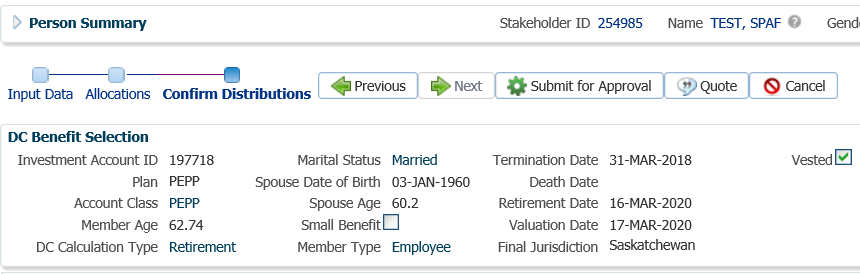 Person Summary Stakeholder ID 254985 Name TEST, SPAF ? Gend
Input Data Allocations Confirm Distributions Previous Next Submit for Approval Quote Cancel
DC Benefit Selection
Investment Account ID 197718 Marital Status Married Termination Date 31-MAR-2018 Vested
Plan PEPP Spouse Date of Birth 03-JAN-1960 Death Date
Account Class PEPP Spouse Age 60.2 Retirement Date 16-MAR-2020
Member Age 62.74 Small Benefit Valuation Date 17-MAR-2020
DC Calculation Type Retirement Member Type Employee Final Jurisdiction Saskatchewan